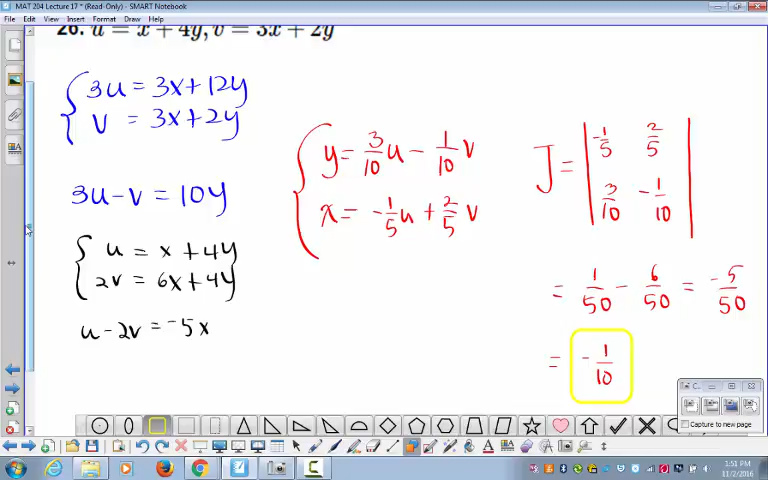 MAT 204 Lecture 17 * (Read-Only) - SMART Notebook
File Edit View Insert Format Draw Help
26. u = x + 4y, v = 3x + 2y
3u = 3x + 12y
v = 3x + 2y
3u - v = 10y
u = x + 4y
2v = 6x + 4y
u - 2v = -5x
y = 3/10 u - 1/10 v
x = -1/5 u + 2/5 v
J = | -1/5 2/5 |
| 3/10 -1/10 |
= 1/50 - 6/50 = -5/50
= -1/10
Capture to new page
1:51 PM
11/2/2016